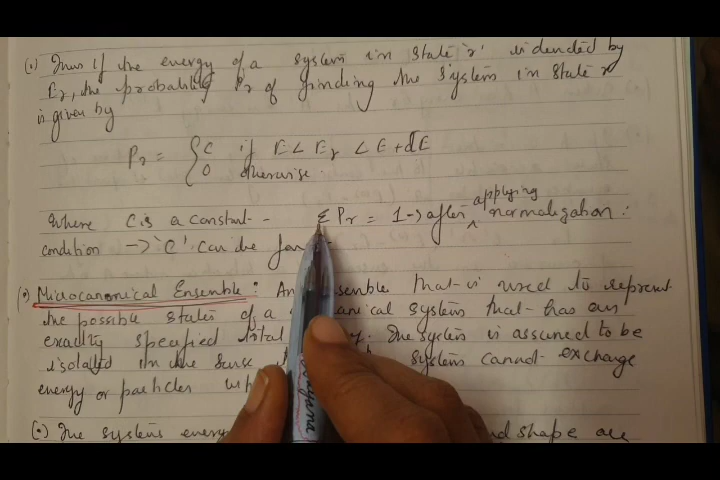 (•) Thus if the energy of a system in state 'r' is denoted by
Er, the probability Pr of finding the system in state r
is given by
Pr = { C if E < Er < E + dE
0 otherwise
Where C is a constant - Σ Pr = 1 → after applying normalization
condition → 'C' can be
(•) Microcanonical Ensemble : An ensemble that is used to represent
the possible states of a mechanical system that has an
exactly specified total The system is assumed to be
isolated in the sense system cannot exchange
energy or particles
(•) The systems energy and shape are